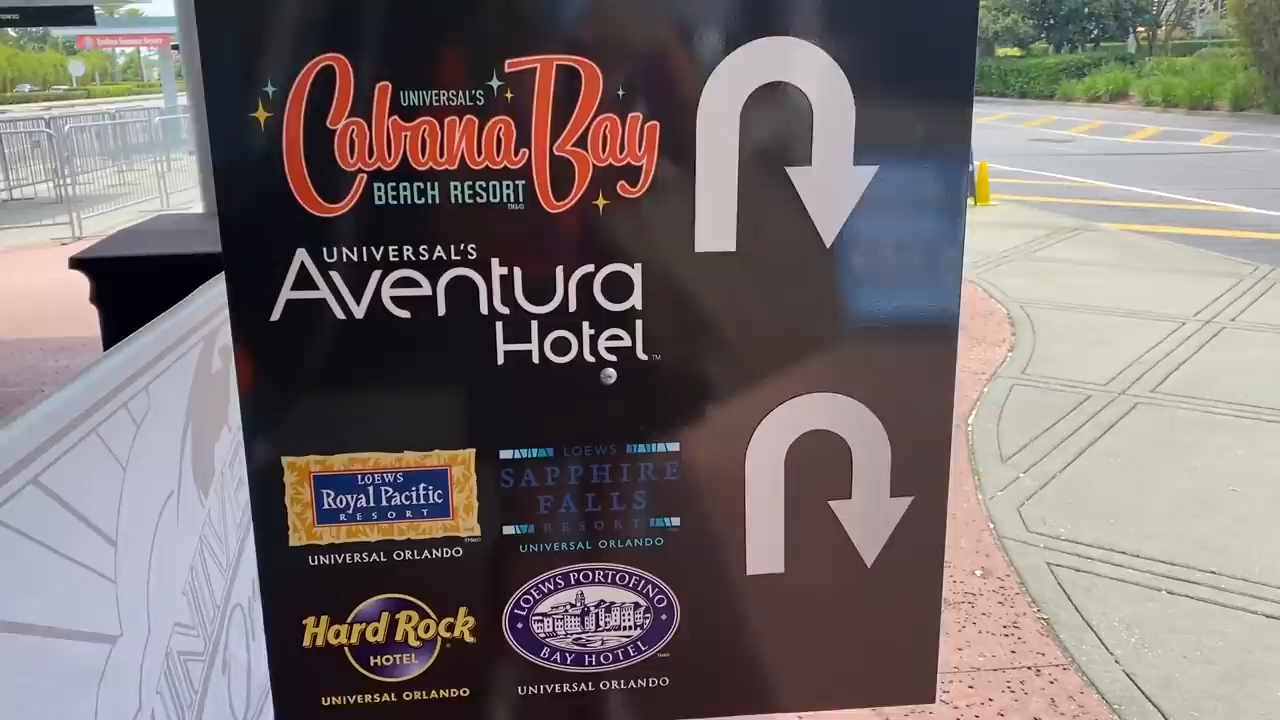 UNIVERSAL'S
Cabana Bay
BEACH RESORT
UNIVERSAL'S
Aventura
Hotel
LOEWS
Royal Pacific
RESORT
UNIVERSAL ORLANDO
LOEWS
SAPPHIRE
FALLS
RESORT
UNIVERSAL ORLANDO
Hard Rock
HOTEL
UNIVERSAL ORLANDO
LOEWS PORTOFINO
BAY HOTEL
UNIVERSAL ORLANDO